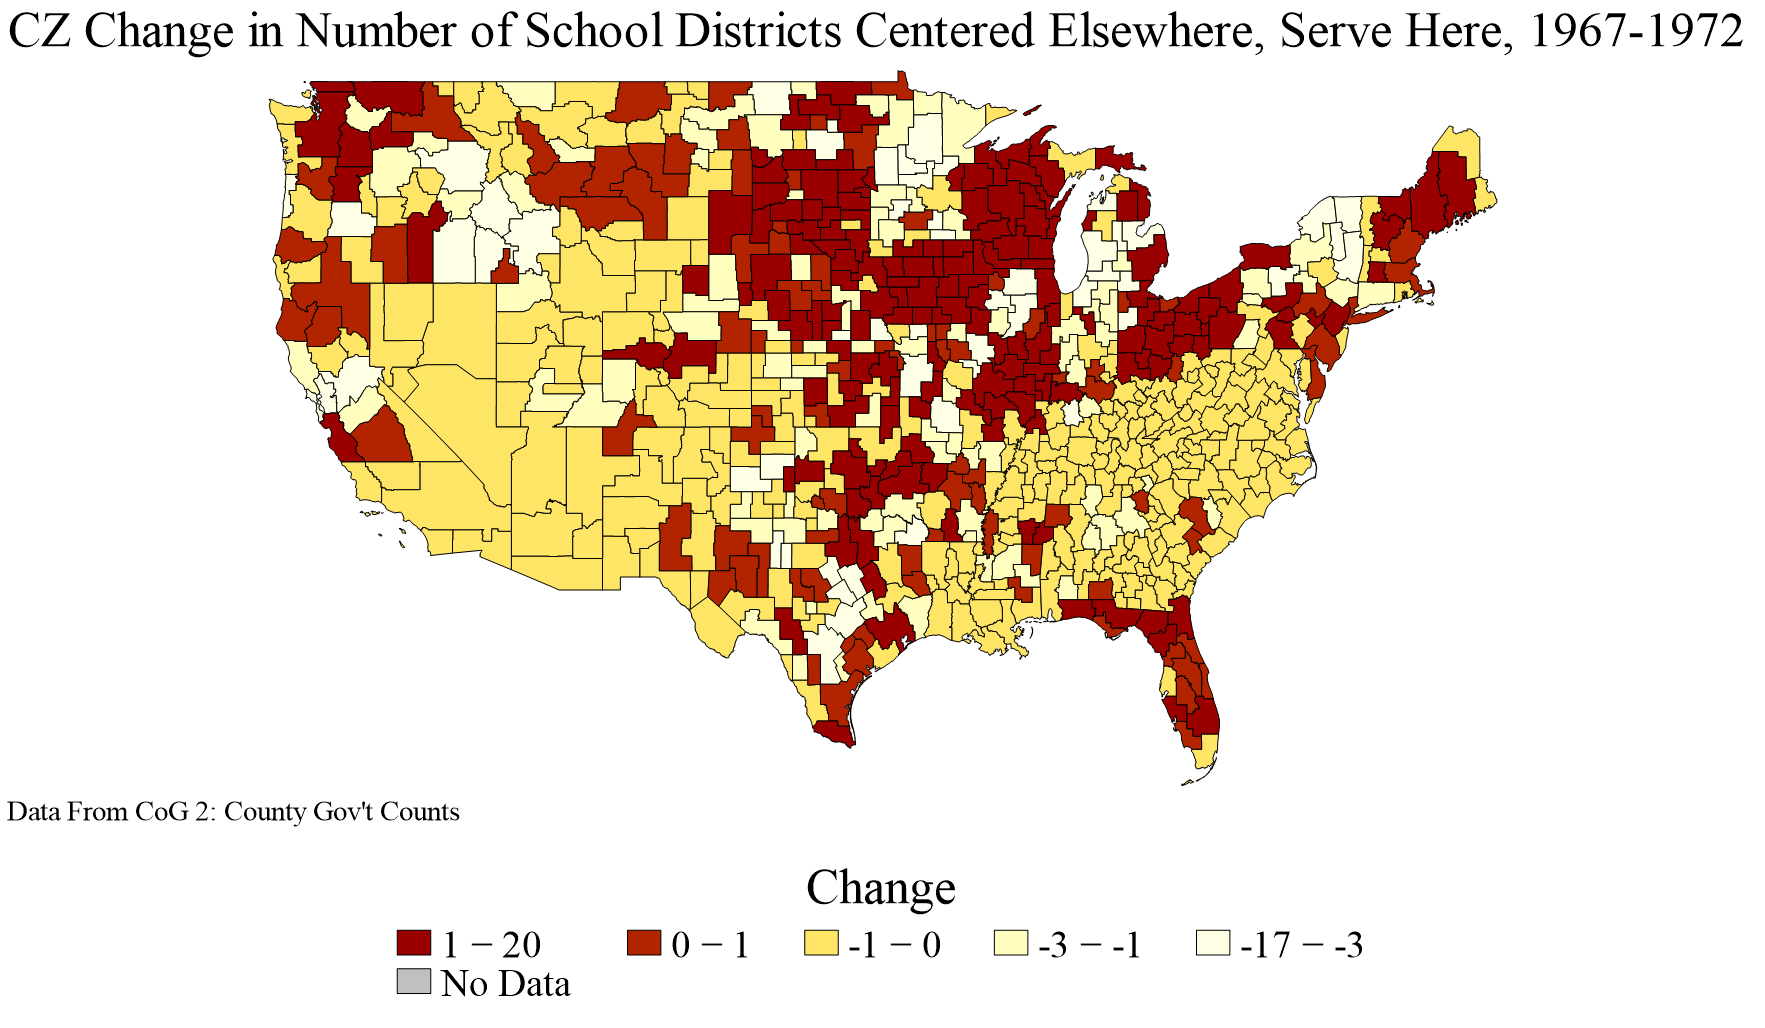 CZ Change in Number of School Districts Centered Elsewhere, Serve Here, 1967-1972
Data From CoG 2: County Gov't Counts
Change
1 − 20 0 − 1 -1 − 0 -3 − -1 -17 − -3
No Data